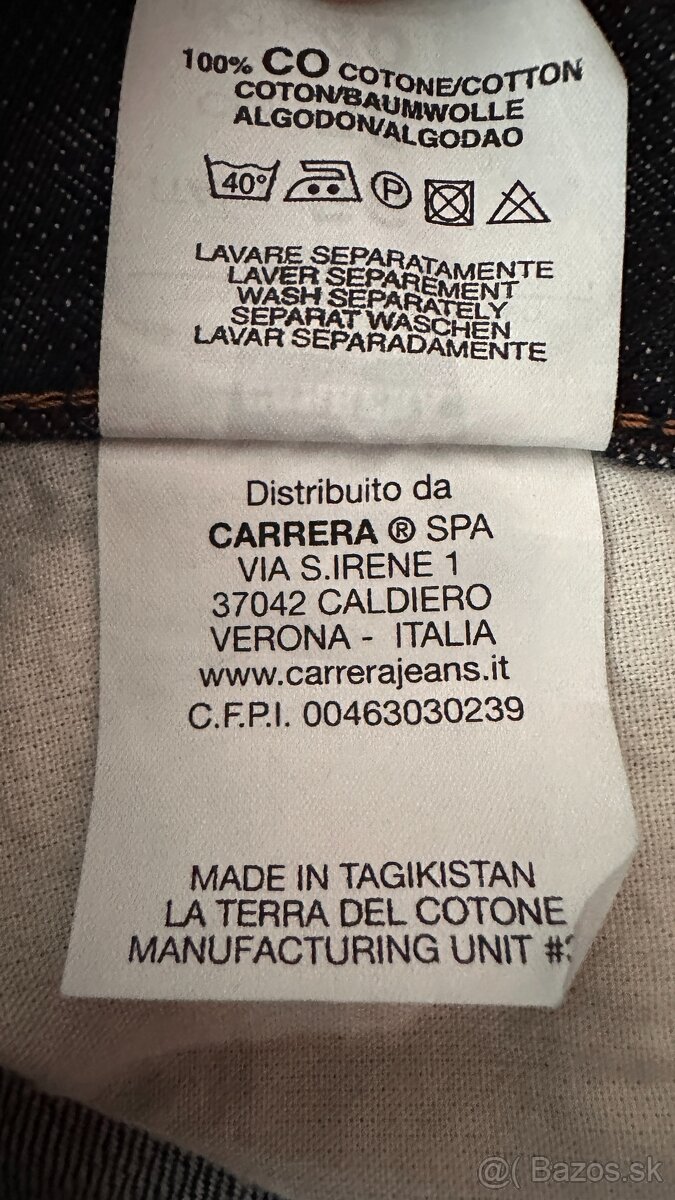 100% CO COTONE/COTTON
COTON/BAUMWOLLE
ALGODON/ALGODAO
40°
P
LAVARE SEPARATAMENTE
LAVER SEPAREMENT
WASH SEPARATELY
SEPARAT WASCHEN
LAVAR SEPARADAMENTE
Distribuito da
CARRERA ® SPA
VIA S.IRENE 1
37042 CALDIERO
VERONA - ITALIA
www.carrerajeans.it
C.F.P.I. 00463030239
MADE IN TAGIKISTAN
LA TERRA DEL COTONE
MANUFACTURING UNIT #
@( Bazos.sk